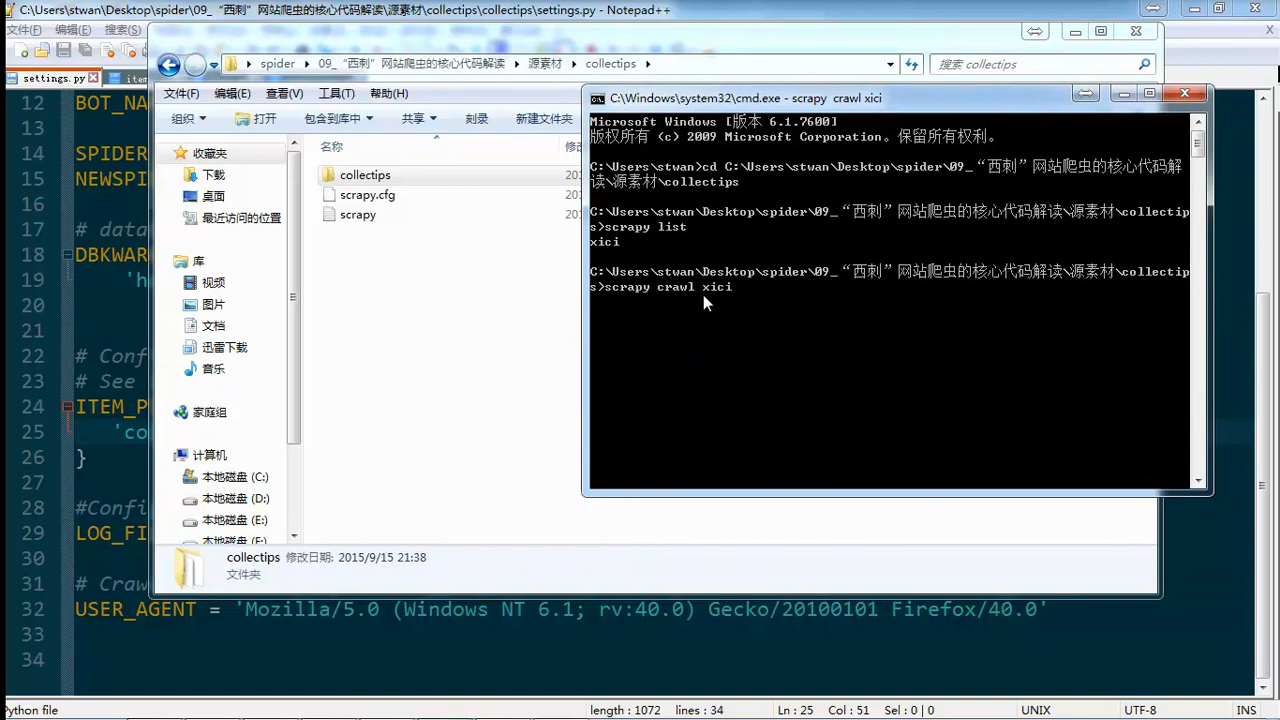 C:\Users\stwan\Desktop\spider\09_“西刺”网站爬虫的核心代码解读\源素材\collectips\collectips\settings.py - Notepad++
文件(F) 编辑(E) 搜索(S)
spider 09_“西刺”网站爬虫的核心代码解读 源素材 collectips
搜索 collectips
settings.py
文件(F) 编辑(E) 查看(V) 工具(T) 帮助(H)
组织 打开 包含到库中 共享 刻录 新建文件夹
名称
收藏夹
下载
桌面
最近访问的位置
库
视频
图片
文档
迅雷下载
音乐
家庭组
计算机
本地磁盘 (C:)
本地磁盘 (D:)
本地磁盘 (E:)
collectips
scrapy.cfg
scrapy
collectips 修改日期: 2015/9/15 21:38
文件夹
C:\Windows\system32\cmd.exe - scrapy crawl xici
Microsoft Windows [版本 6.1.7600]
版权所有 (c) 2009 Microsoft Corporation。保留所有权利。
C:\Users\stwan>cd C:\Users\stwan\Desktop\spider\09_“西刺”网站爬虫的核心代码解
读\源素材\collectips
C:\Users\stwan\Desktop\spider\09_“西刺”网站爬虫的核心代码解读\源素材\collectip
s>scrapy list
xici
C:\Users\stwan\Desktop\spider\09_“西刺”网站爬虫的核心代码解读\源素材\collectip
s>scrapy crawl xici
12 BOT_NA
13
14 SPIDER
15 NEWSPI
16
17 # data
18 DBKWAR
19 'h
20
21
22 # Conf
23 # See
24 ITEM_P
25 'co
26 }
27
28 #Confi
29 LOG_FI
30
31 # Craw
32 USER_AGENT = 'Mozilla/5.0 (Windows NT 6.1; rv:40.0) Gecko/20100101 Firefox/40.0'
33
34
Python file length : 1072 lines : 34 Ln : 25 Col : 51 Sel : 0 | 0 UNIX UTF-8 INS